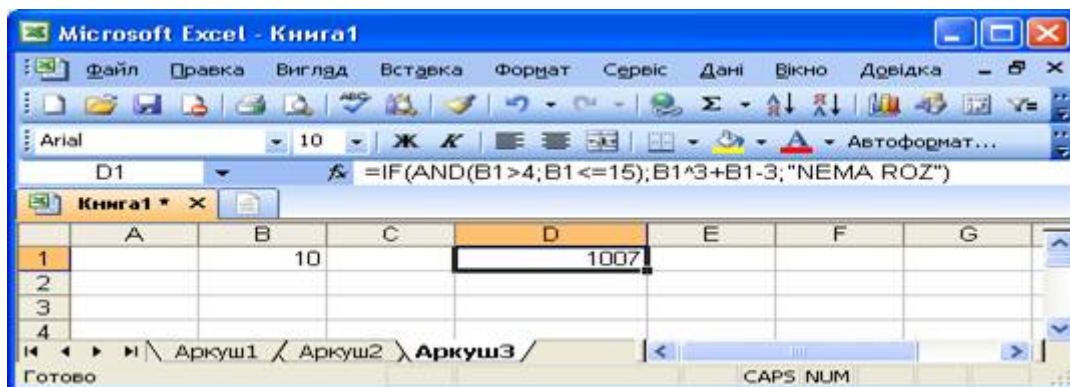 Microsoft Excel - Книга1
Файл Правка Вигляд Вставка Формат Сервіс Дані Вікно Довідка
Arial 10 Ж К Автоформат...
D1 fx =IF(AND(B1>4;B1<=15);B1^3+B1-3;"NEMA ROZ")
Книга1 *
A B C D E F G
1 10 1007
2
3
4
Аркуш1 Аркуш2 Аркуш3
Готово CAPS NUM